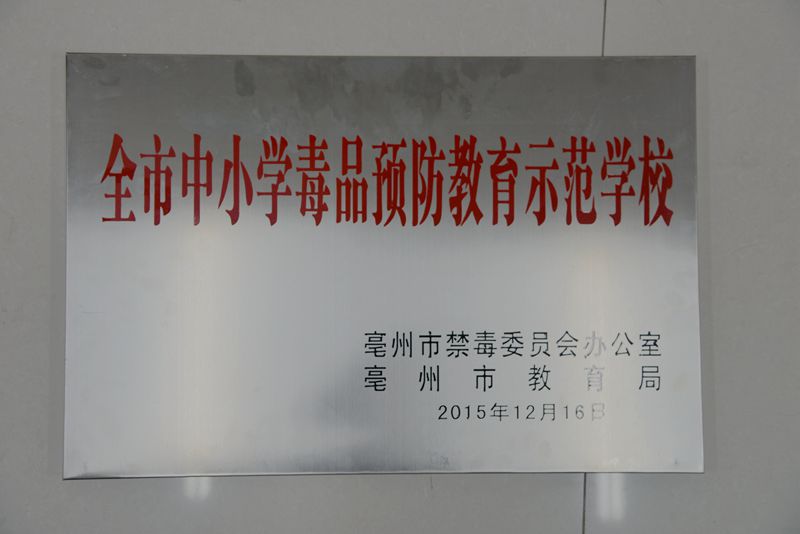 全市中小学毒品预防教育示范学校
亳州市禁毒委员会办公室
亳州市教育局
2015年12月16日